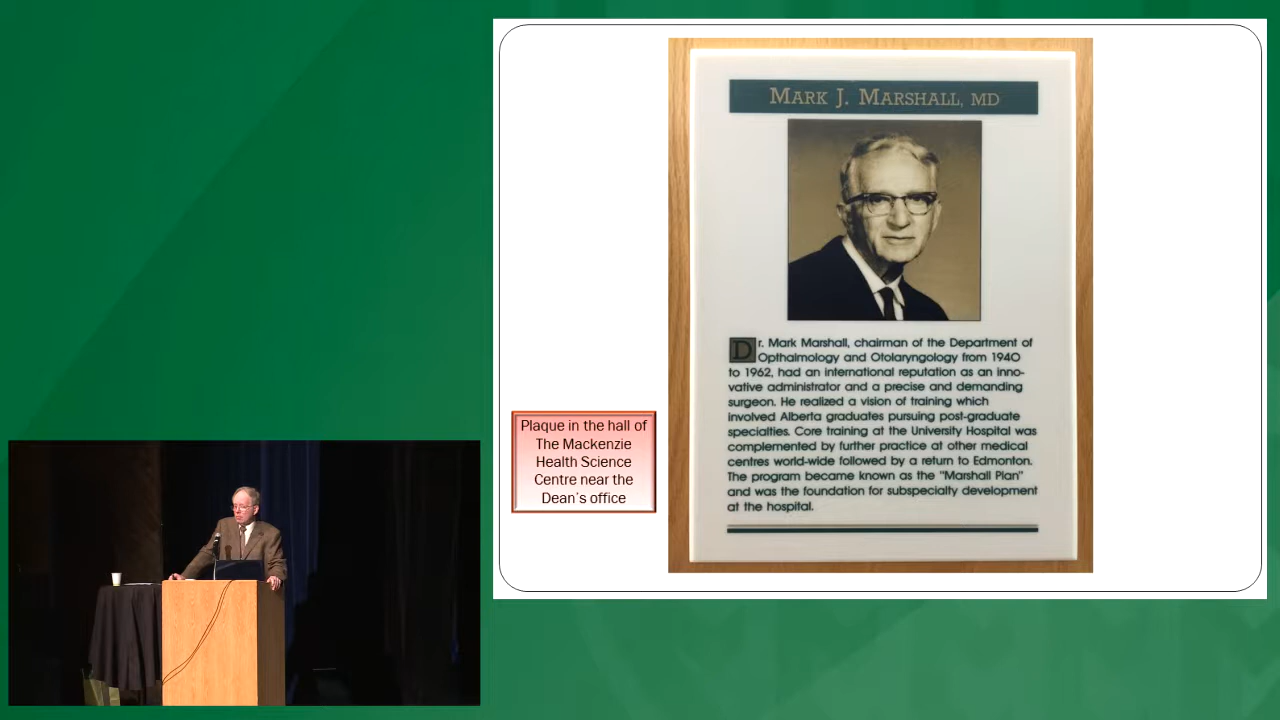 MARK J. MARSHALL, MD
Dr. Mark Marshall, chairman of the Department of
Opthalmology and Otolaryngology from 1940
to 1962, had an international reputation as an inno-
vative administrator and a precise and demanding
surgeon. He realized a vision of training which
involved Alberta graduates pursuing post-graduate
specialties. Core training at the University Hospital was
complemented by further practice at other medical
centres world-wide followed by a return to Edmonton.
The program became known as the "Marshall Plan"
and was the foundation for subspecialty development
at the hospital.
Plaque in the hall of
The Mackenzie
Health Science
Centre near the
Dean's office